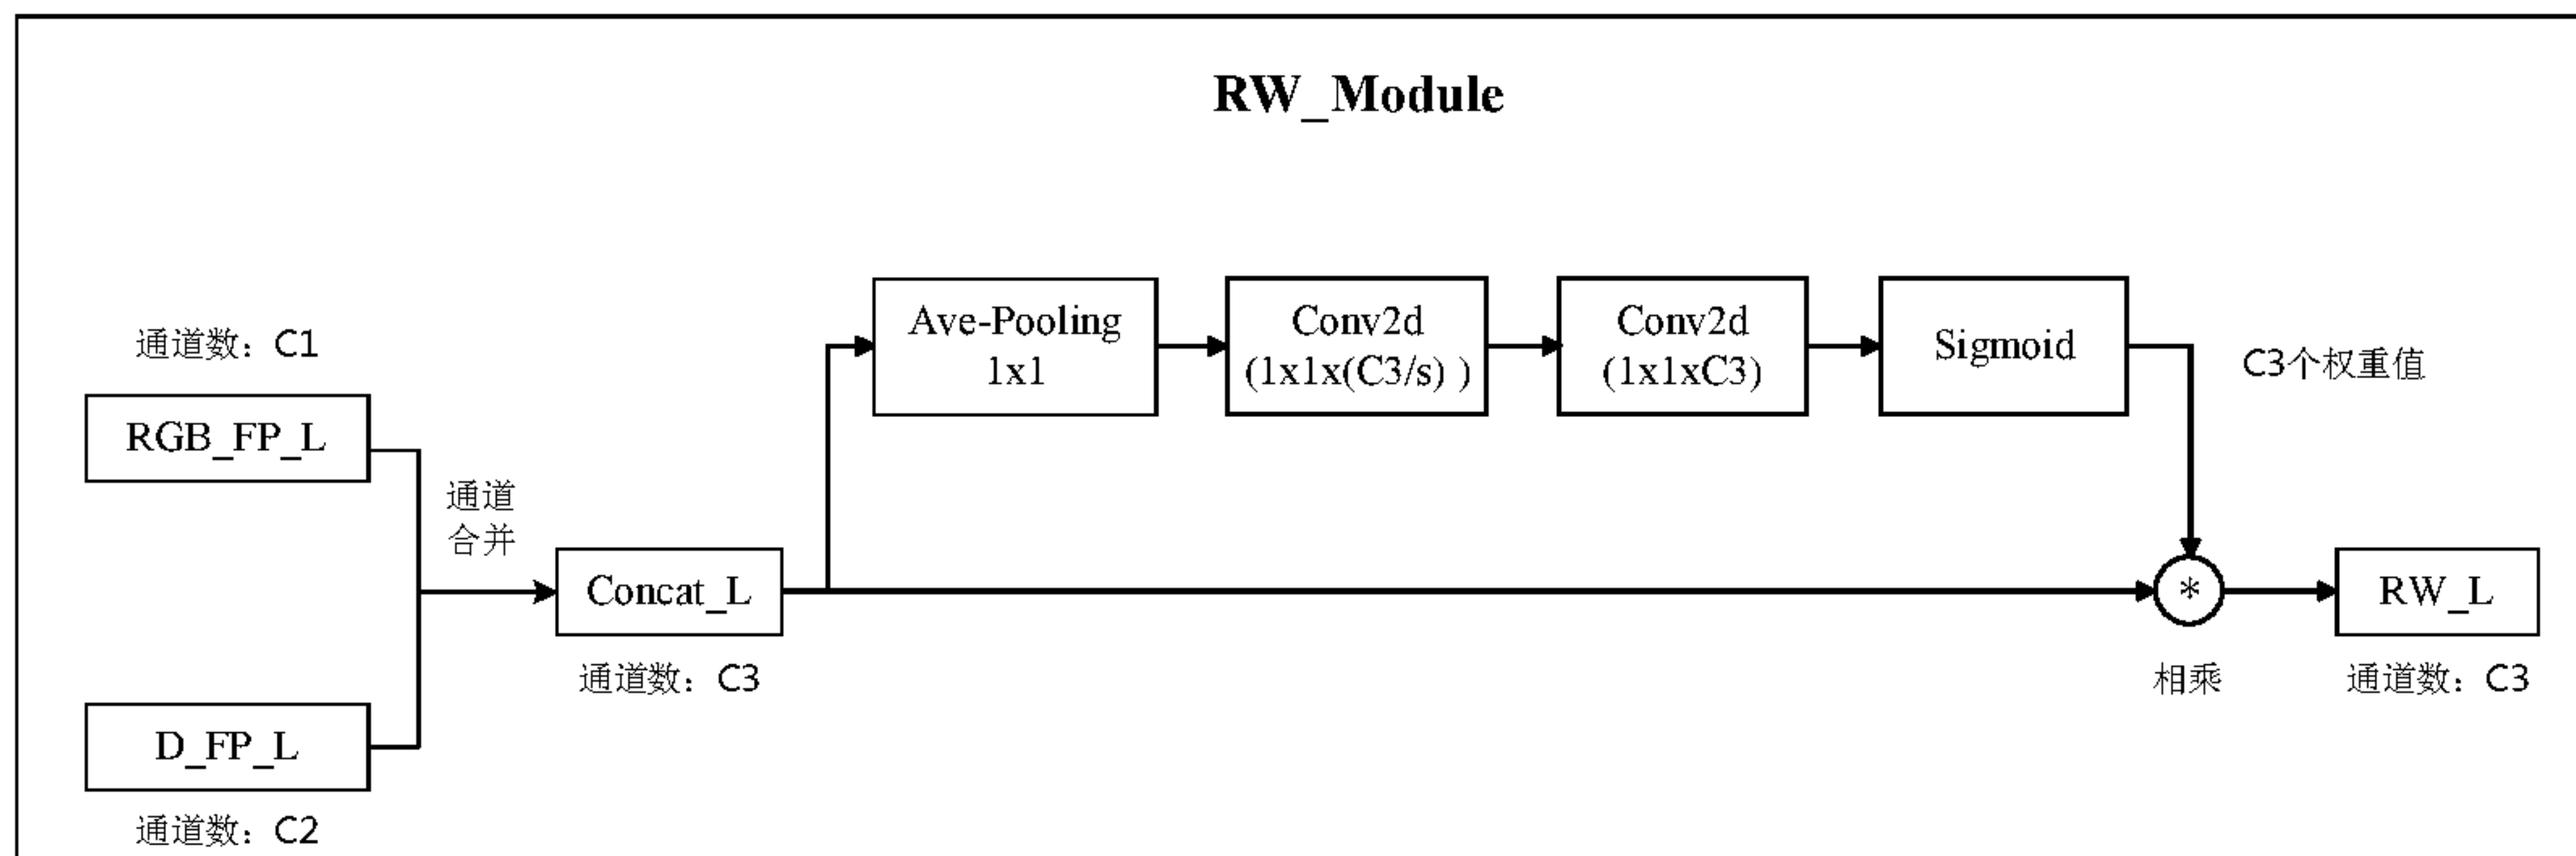 RW_Module
通道数：C1
RGB_FP_L
通道
合并
D_FP_L
通道数：C2
Concat_L
通道数：C3
Ave-Pooling
1x1
Conv2d
(1x1x(C3/s) )
Conv2d
(1x1xC3)
Sigmoid
C3个权重值
*
相乘
RW_L
通道数：C3